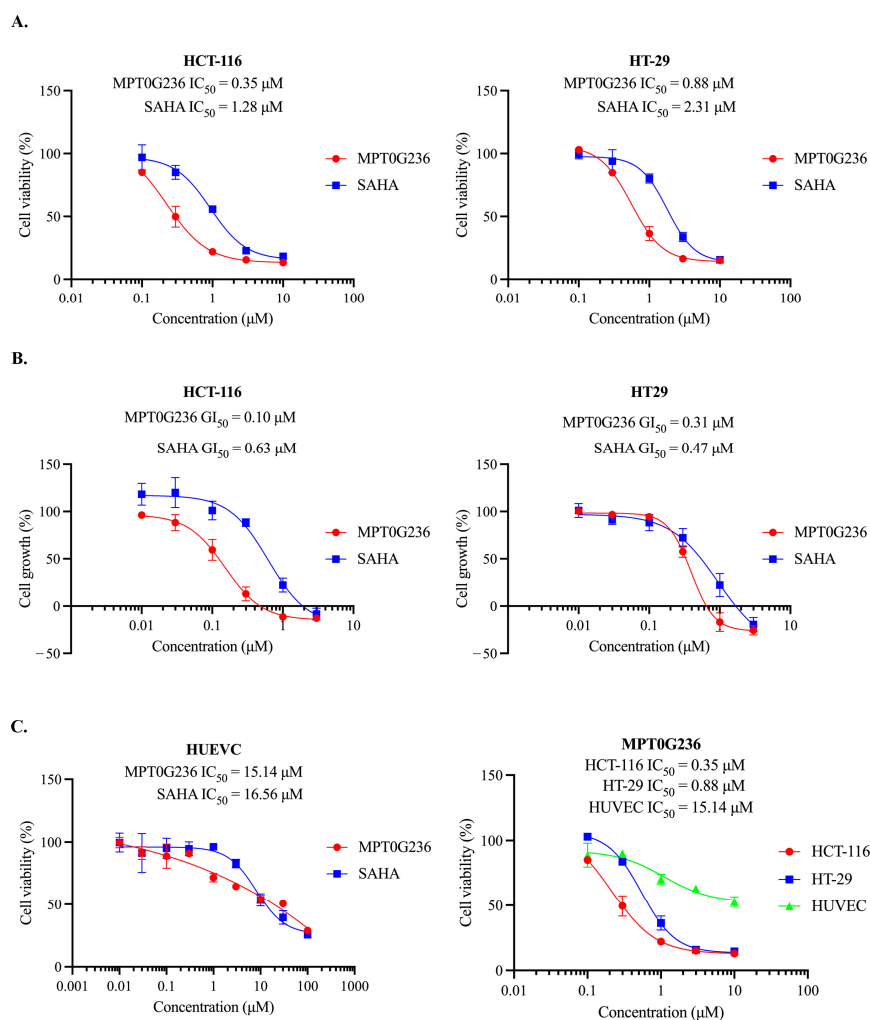 A.
HCT-116
MPT0G236 IC50 = 0.35 μM
SAHA IC50 = 1.28 μM
150
100
50
0
0.01
0.1
1
10
100
Cell viability (%)
Concentration (μM)
MPT0G236
SAHA
HT-29
MPT0G236 IC50 = 0.88 μM
SAHA IC50 = 2.31 μM
150
100
50
0
0.01
0.1
1
10
100
Cell viability (%)
Concentration (μM)
MPT0G236
SAHA
B.
HCT-116
MPT0G236 GI50 = 0.10 μM
SAHA GI50 = 0.63 μM
150
100
50
0
−50
0.01
0.1
1
10
Cell growth (%)
Concentration (μM)
MPT0G236
SAHA
HT29
MPT0G236 GI50 = 0.31 μM
SAHA GI50 = 0.47 μM
150
100
50
0
−50
0.01
0.1
1
10
Cell growth (%)
Concentration (μM)
MPT0G236
SAHA
C.
HUEVC
MPT0G236 IC50 = 15.14 μM
SAHA IC50 = 16.56 μM
150
100
50
0
0.001
0.01
0.1
1
10
100
1000
Cell viability (%)
Concentration (μM)
MPT0G236
SAHA
MPT0G236
HCT-116 IC50 = 0.35 μM
HT-29 IC50 = 0.88 μM
HUVEC IC50 = 15.14 μM
150
100
50
0
0.01
0.1
1
10
100
Cell viability (%)
Concentration (μM)
HCT-116
HT-29
HUVEC